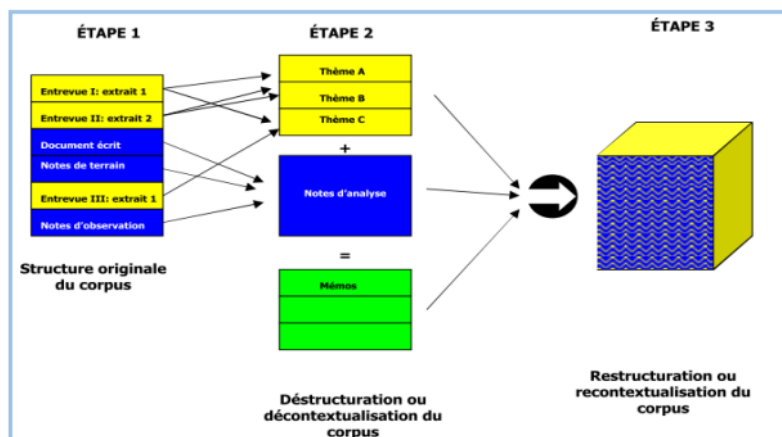 ÉTAPE 1
Entrevue I: extrait 1
Entrevue II: extrait 2
Document écrit
Notes de terrain
Entrevue III: extrait 1
Notes d'observation
Structure originale
du corpus
ÉTAPE 2
Thème A
Thème B
Thème C
+
Notes d'analyse
=
Mémos
Déstructuration ou
décontextualisation du
corpus
ÉTAPE 3
Restructuration ou
recontextualisation du
corpus